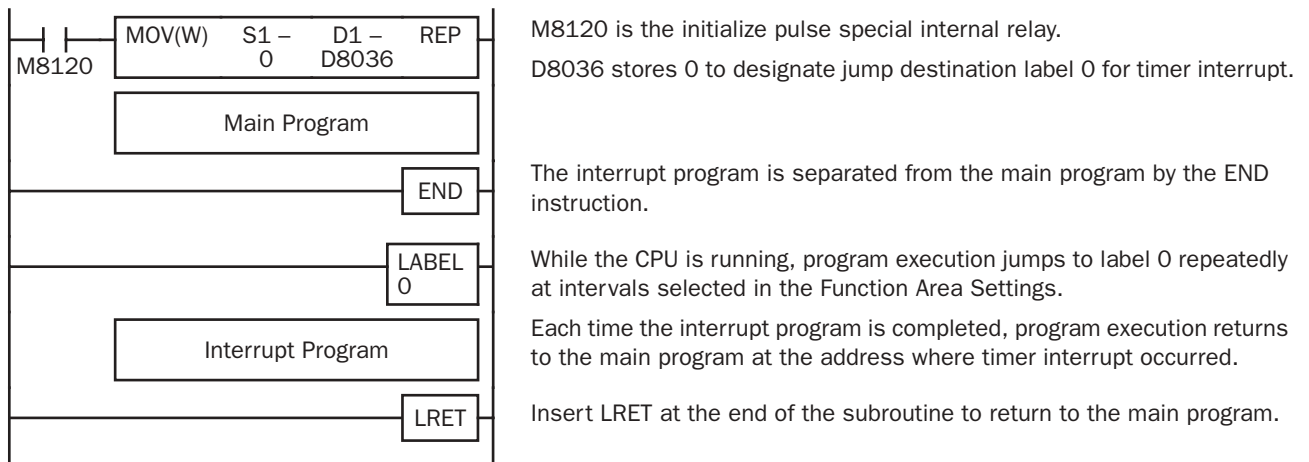 MOV(W) S1 – D1 – REP
0 D8036
M8120
M8120 is the initialize pulse special internal relay.
D8036 stores 0 to designate jump destination label 0 for timer interrupt.
Main Program
END
The interrupt program is separated from the main program by the END
instruction.
LABEL
0
While the CPU is running, program execution jumps to label 0 repeatedly
at intervals selected in the Function Area Settings.
Interrupt Program
Each time the interrupt program is completed, program execution returns
to the main program at the address where timer interrupt occurred.
LRET
Insert LRET at the end of the subroutine to return to the main program.